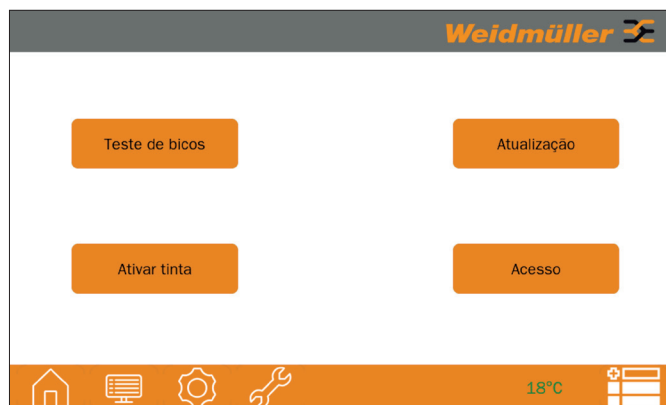 Weidmüller
Teste de bicos
Atualização
Ativar tinta
Acesso
18°C